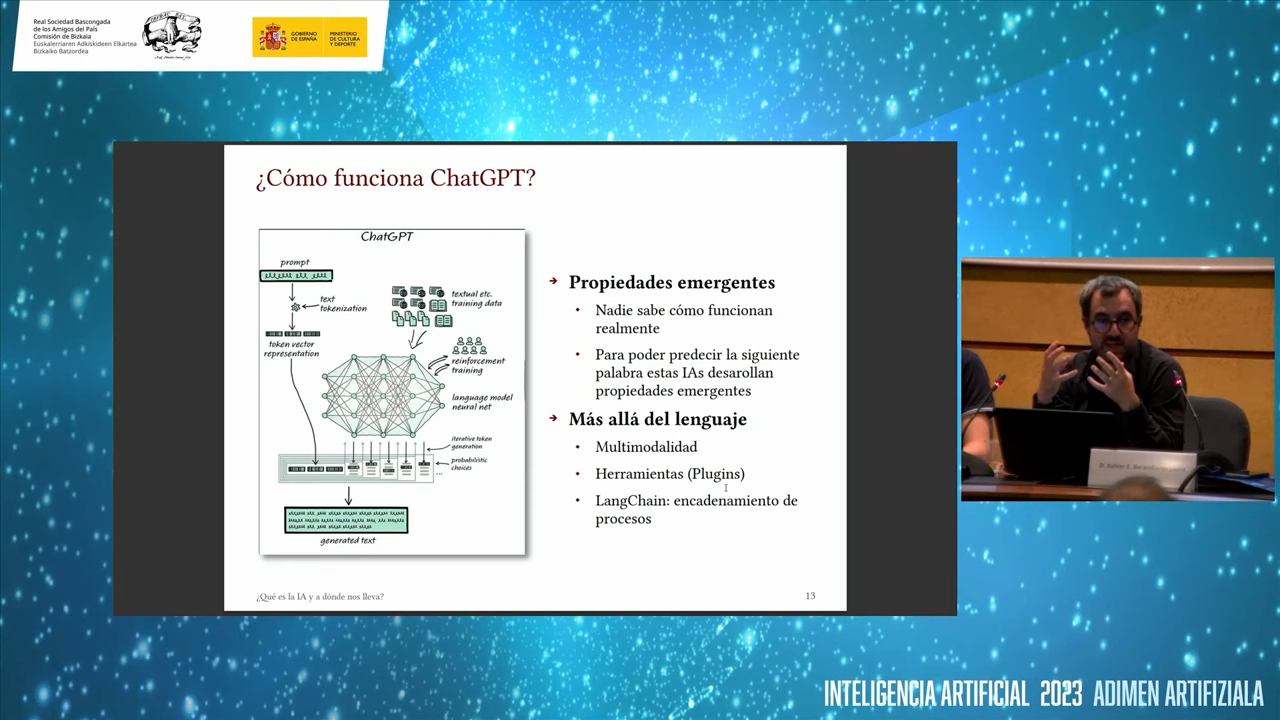 Real Sociedad Bascongada
de los Amigos del País
Comisión de Bizkaia
Euskalerriaren Adiskideen Elkartea
Bizkaiko Batzordea
GOBIERNO
DE ESPAÑA
MINISTERIO
DE CULTURA
Y DEPORTE
¿Cómo funciona ChatGPT?
ChatGPT
prompt
text
tokenization
token vector
representation
textual etc.
training data
reinforcement
training
language model
neural net
iterative token
generation
probabilistic
choices
...
generated text
➔ Propiedades emergentes
• Nadie sabe cómo funcionan
realmente
• Para poder predecir la siguiente
palabra estas IAs desarollan
propiedades emergentes
➔ Más allá del lenguaje
• Multimodalidad
• Herramientas (Plugins)
• LangChain: encadenamiento de
procesos
¿Qué es la IA y a dónde nos lleva?
13
INTELIGENCIA ARTIFICIAL 2023 ADIMEN ARTIFIZIALA